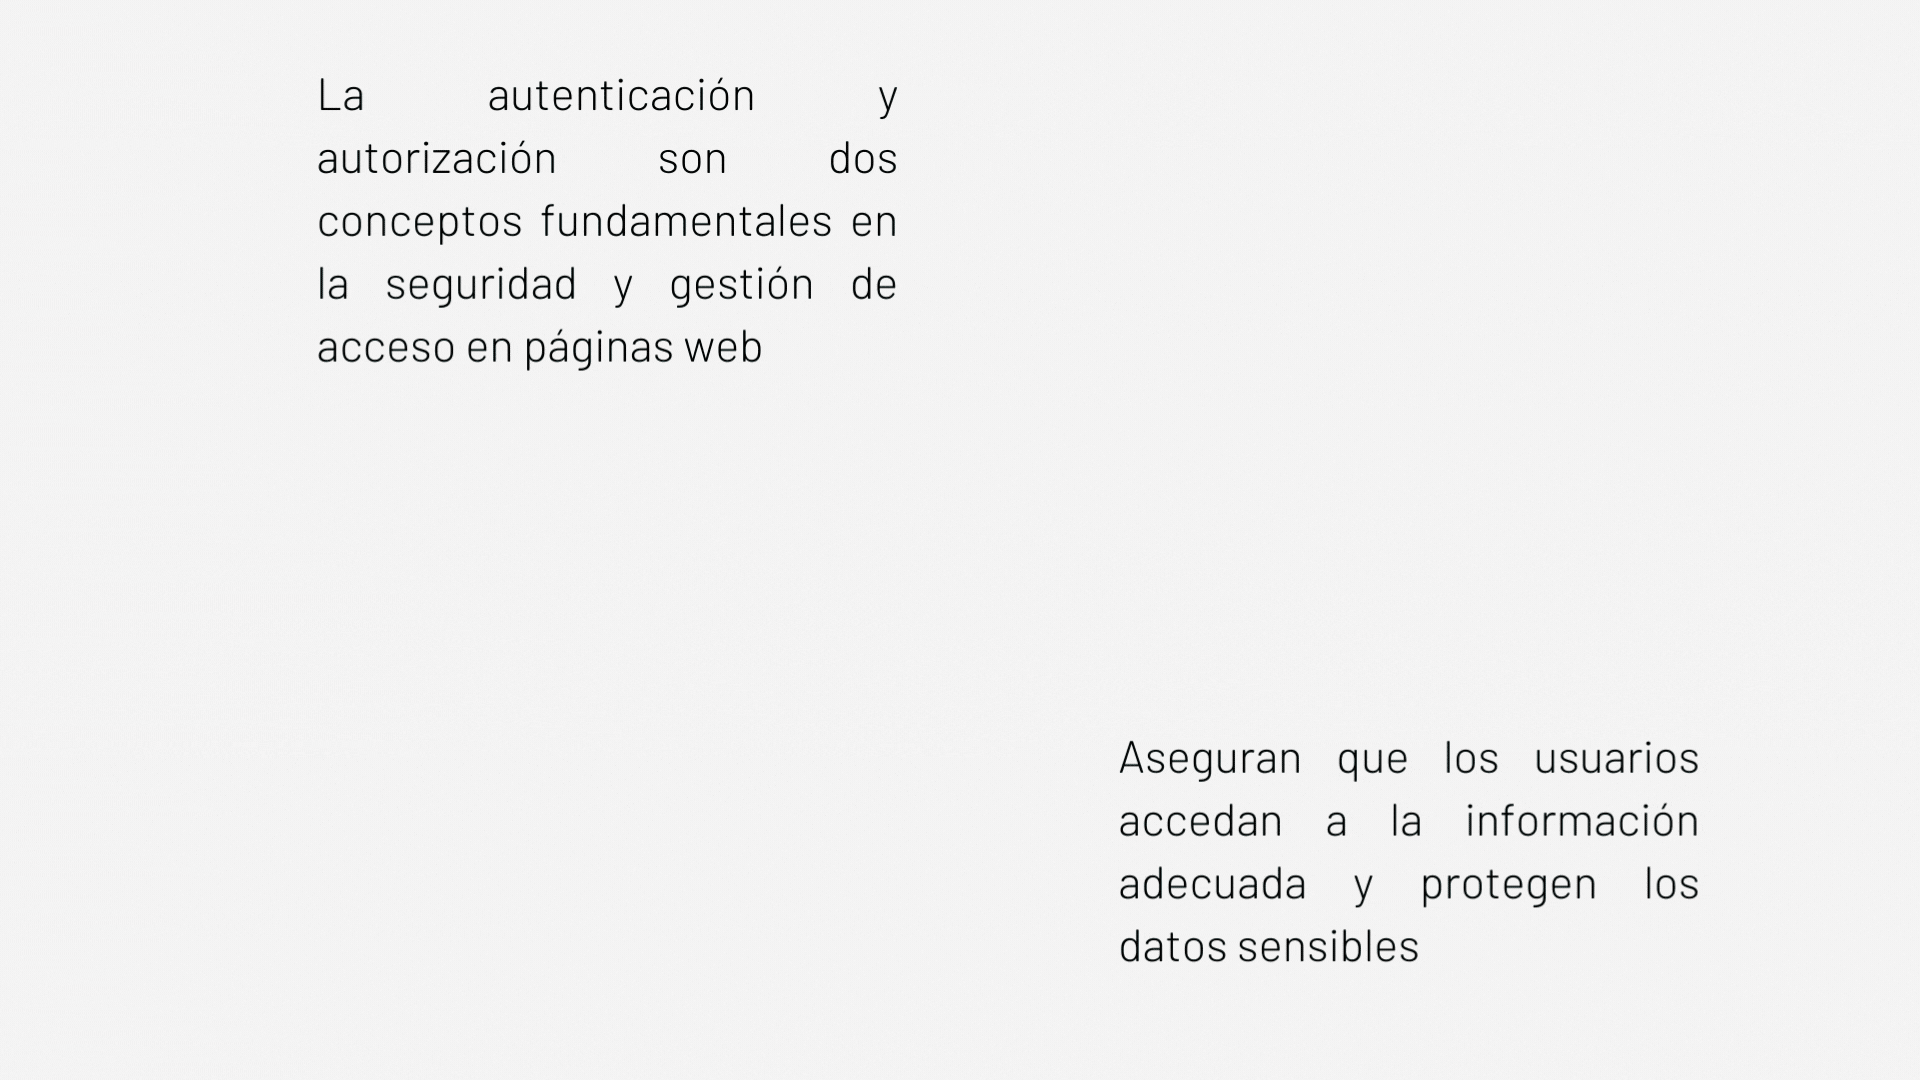 La autenticación y
autorización son dos
conceptos fundamentales en
la seguridad y gestión de
acceso en páginas web
Aseguran que los usuarios
accedan a la información
adecuada y protegen los
datos sensibles